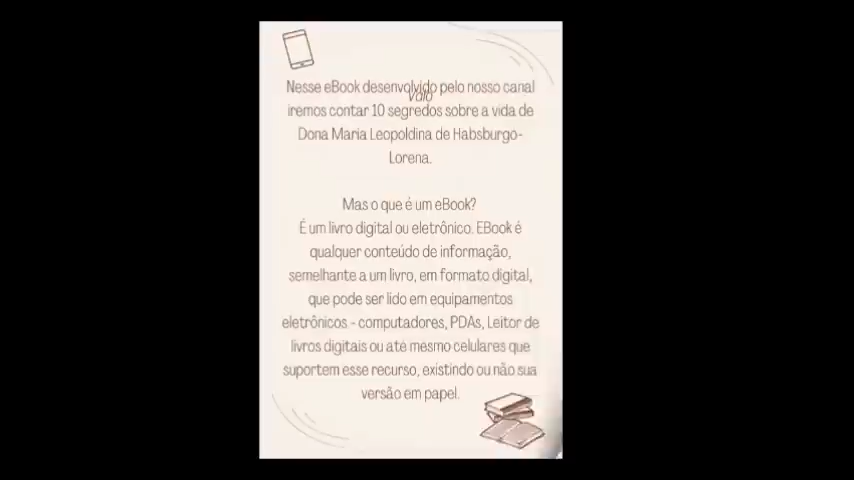 Nesse eBook desenvolvido pelo nosso canal
iremos contar 10 segredos sobre a vida de
Dona Maria Leopoldina de Habsburgo-
Lorena.
Mas o que é um eBook?
É um livro digital ou eletrônico. EBook é
qualquer conteúdo de informação,
semelhante a um livro, em formato digital,
que pode ser lido em equipamentos
eletrônicos - computadores, PDAs, Leitor de
livros digitais ou até mesmo celulares que
suportem esse recurso, existindo ou não sua
versão em papel.